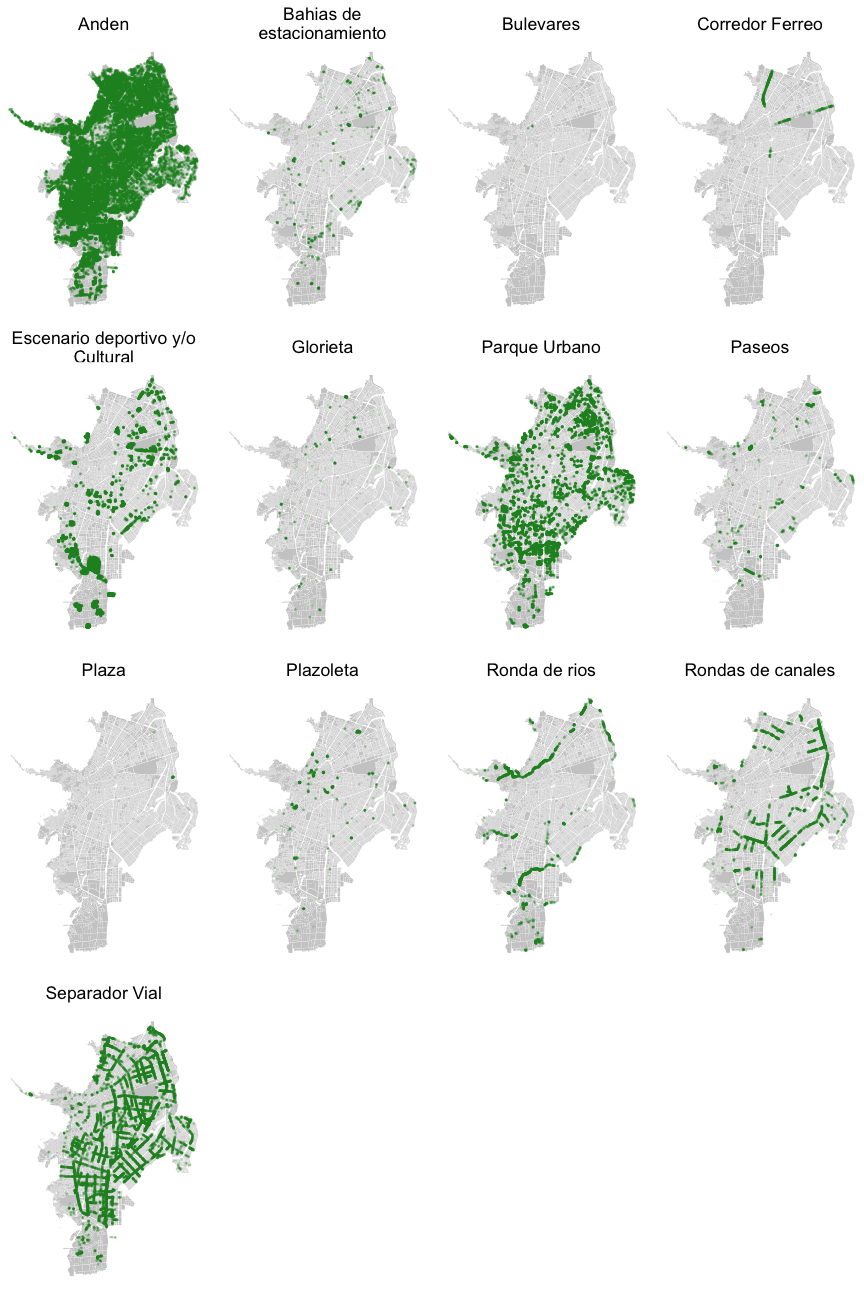 Anden
Bahias de
estacionamiento
Bulevares
Corredor Ferreo
Escenario deportivo y/o
Cultural
Glorieta
Parque Urbano
Paseos
Plaza
Plazoleta
Ronda de rios
Rondas de canales
Separador Vial